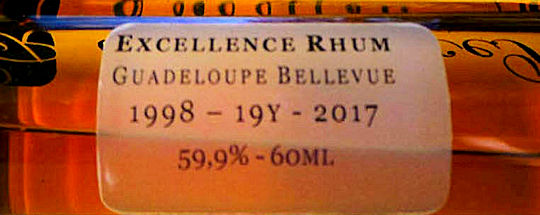 EXCELLENCE RHUM
GUADELOUPE BELLEVUE
1998 – 19Y - 2017
59,9% - 60ML